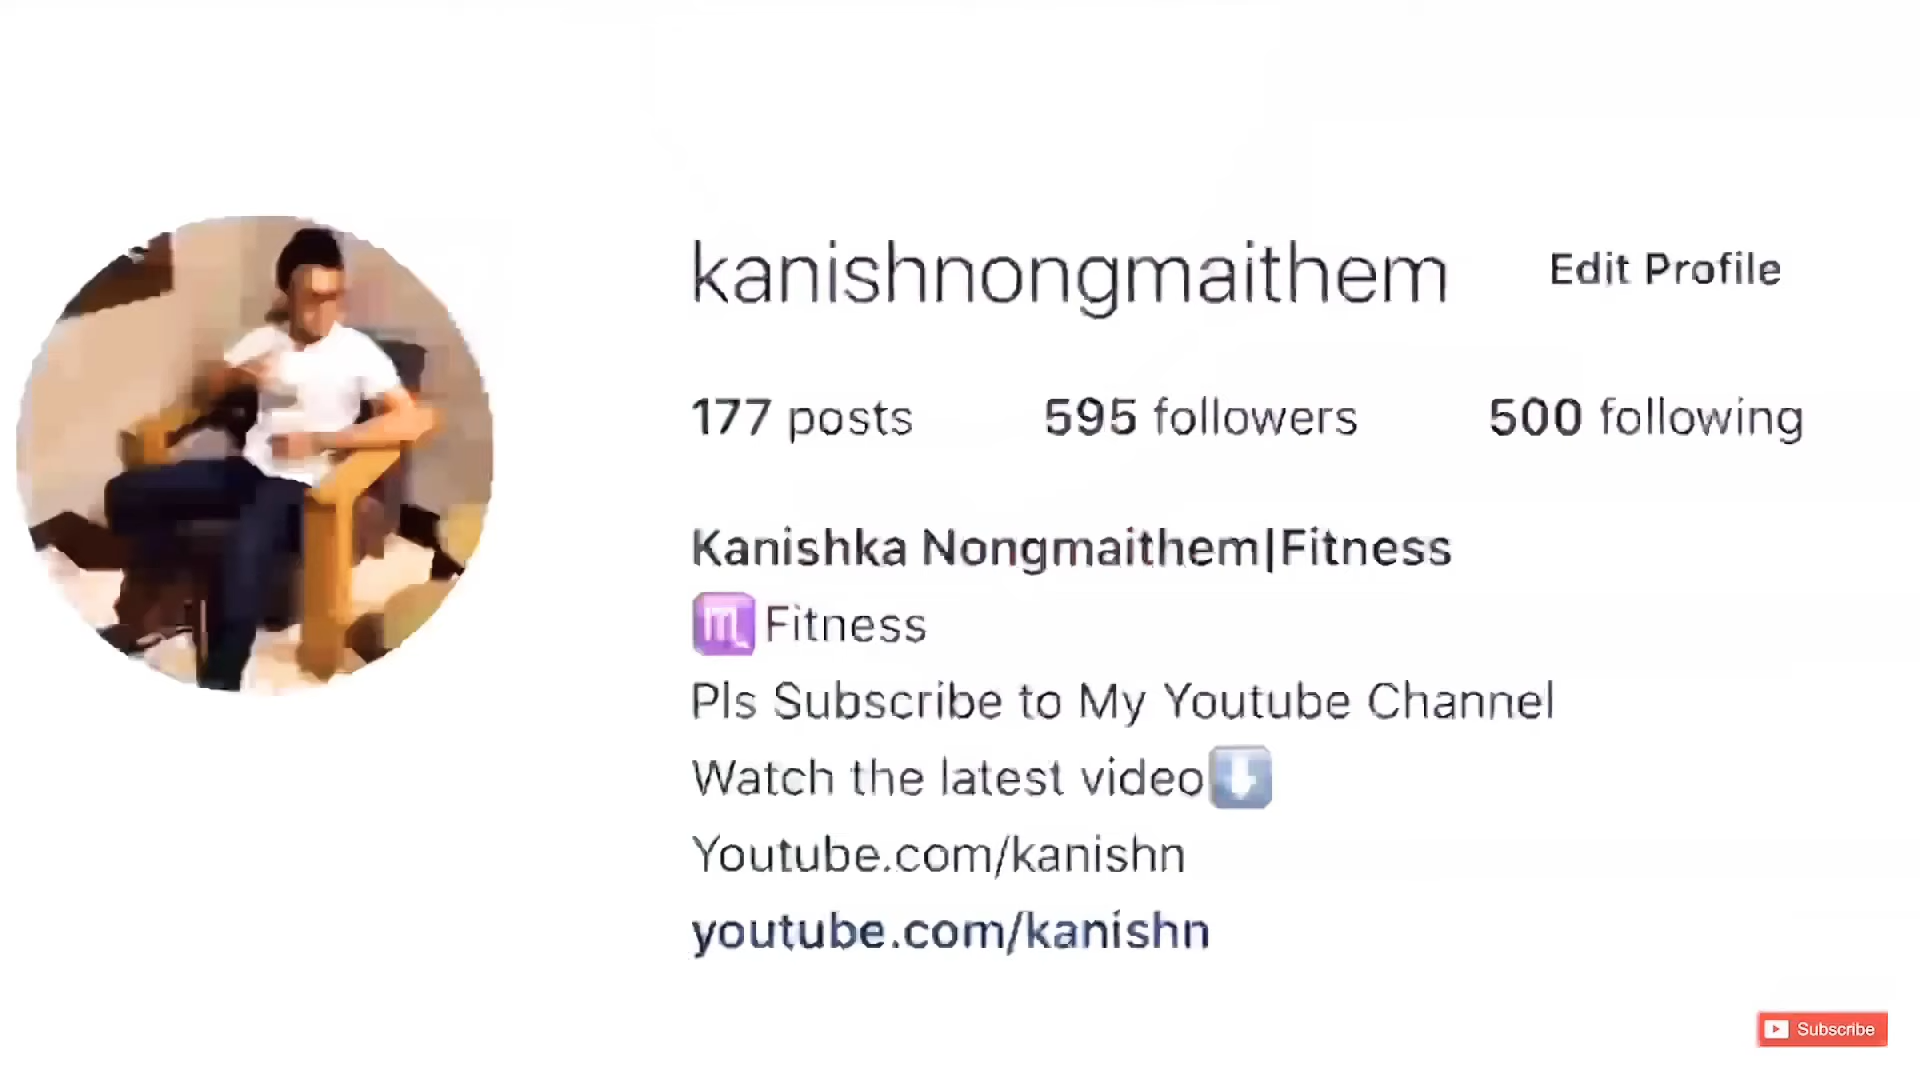 kanishnongmaithem Edit Profile
177 posts 595 followers 500 following
Kanishka Nongmaithem|Fitness
♏Fitness
Pls Subscribe to My Youtube Channel
Watch the latest video⬇️
Youtube.com/kanishn
youtube.com/kanishn
Subscribe